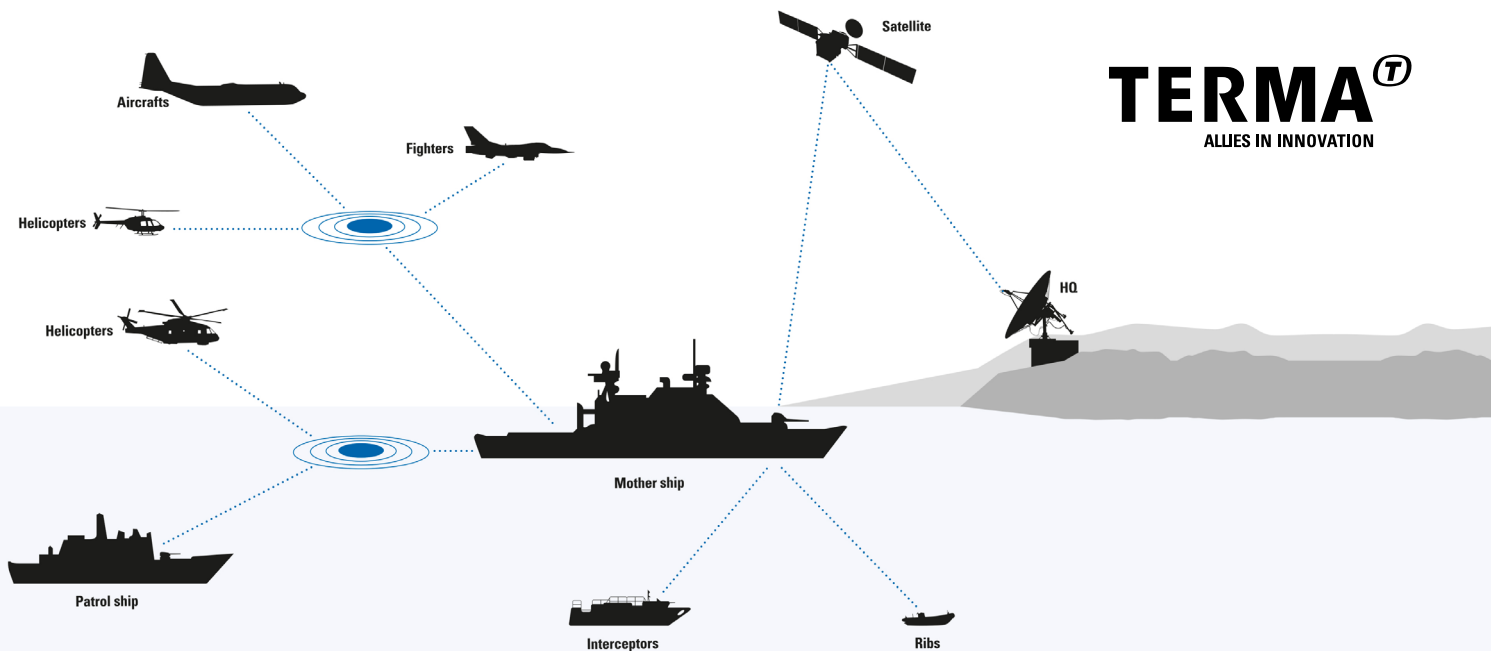 Satellite
TERMA T
ALLIES IN INNOVATION
Aircrafts
Fighters
Helicopters
HQ
Helicopters
Mother ship
Patrol ship
Interceptors
Ribs